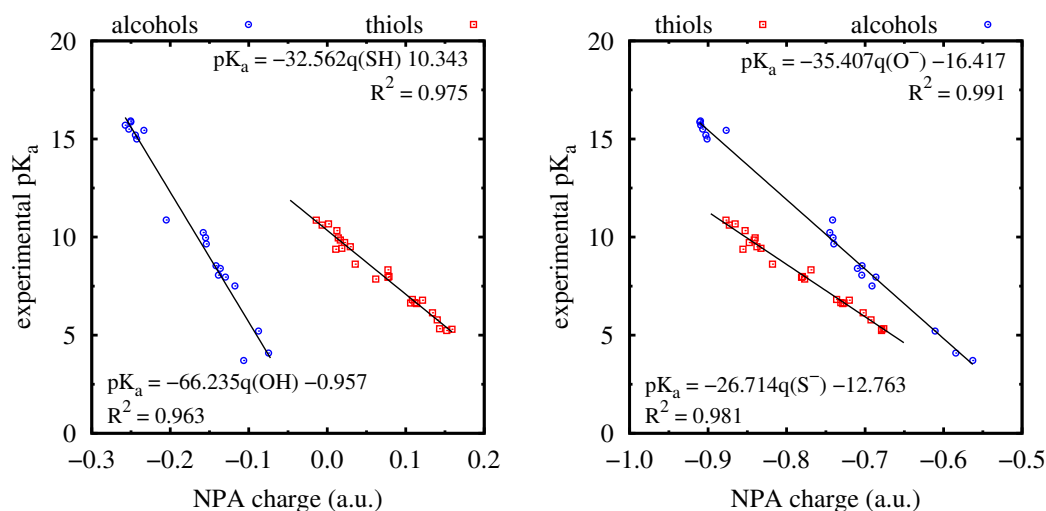 alcohols thiols
pKₐ = −32.562q(SH) 10.343
R² = 0.975
pKₐ = −66.235q(OH) −0.957
R² = 0.963
experimental pKₐ
20
15
10
5
0
−0.3 −0.2 −0.1 0.0 0.1 0.2
NPA charge (a.u.)
thiols alcohols
pKₐ = −35.407q(O⁻) −16.417
R² = 0.991
pKₐ = −26.714q(S⁻) −12.763
R² = 0.981
experimental pKₐ
20
15
10
5
0
−1.0 −0.9 −0.8 −0.7 −0.6 −0.5
NPA charge (a.u.)